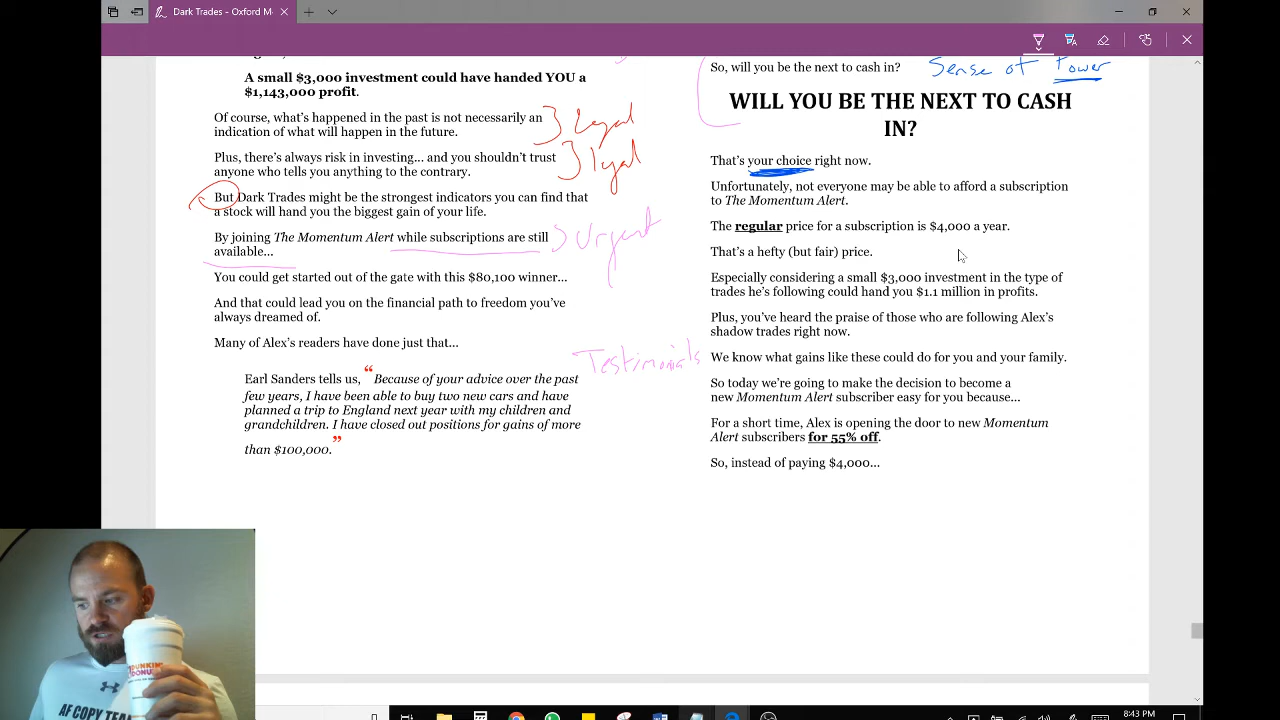 Dark Trades - Oxford M
A small $3,000 investment could have handed YOU a
$1,143,000 profit.
Of course, what's happened in the past is not necessarily an
indication of what will happen in the future.
Legal
Plus, there's always risk in investing... and you shouldn't trust
anyone who tells you anything to the contrary.
legal
But Dark Trades might be the strongest indicators you can find that
a stock will hand you the biggest gain of your life.
By joining The Momentum Alert while subscriptions are still
available...
Urgent
You could get started out of the gate with this $80,100 winner...
And that could lead you on the financial path to freedom you've
always dreamed of.
Many of Alex's readers have done just that...
Testimonials
Earl Sanders tells us, "Because of your advice over the past
few years, I have been able to buy two new cars and have
planned a trip to England next year with my children and
grandchildren. I have closed out positions for gains of more
than $100,000."
So, will you be the next to cash in?
Sense of Power
WILL YOU BE THE NEXT TO CASH
IN?
That's your choice right now.
Unfortunately, not everyone may be able to afford a subscription
to The Momentum Alert.
The regular price for a subscription is $4,000 a year.
That's a hefty (but fair) price.
Especially considering a small $3,000 investment in the type of
trades he's following could hand you $1.1 million in profits.
Plus, you've heard the praise of those who are following Alex's
shadow trades right now.
We know what gains like these could do for you and your family.
So today we're going to make the decision to become a
new Momentum Alert subscriber easy for you because...
For a short time, Alex is opening the door to new Momentum
Alert subscribers for 55% off.
So, instead of paying $4,000...
DUNKIN'
DONUTS
AF COPY TEA
8:43 PM